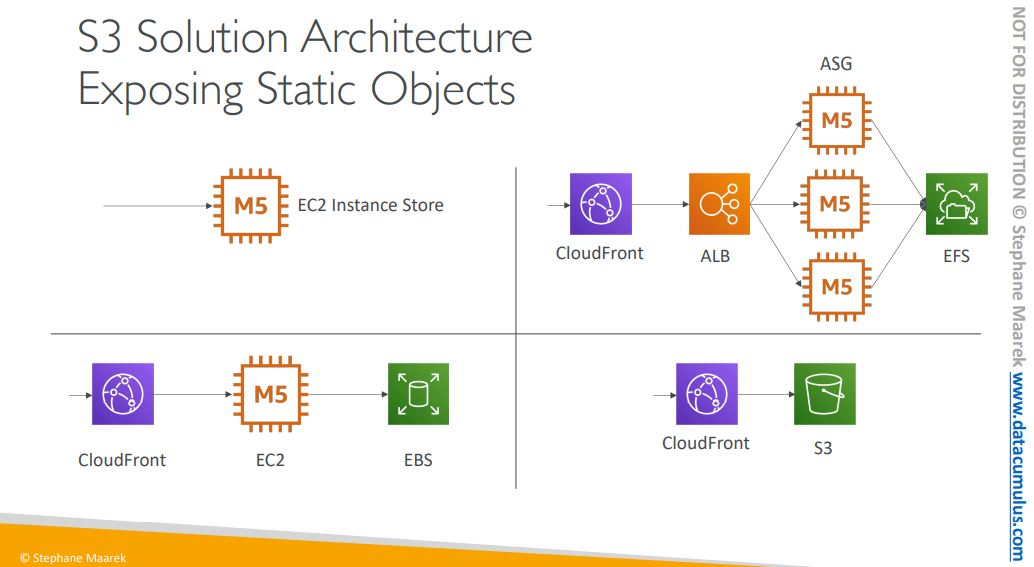 S3 Solution Architecture
Exposing Static Objects
M5
EC2 Instance Store
ASG
M5
M5
M5
CloudFront
ALB
EFS
M5
CloudFront
EC2
EBS
CloudFront
S3
© Stephane Maarek
NOT FOR DISTRIBUTION © Stephane Maarek www.datacumulus.com